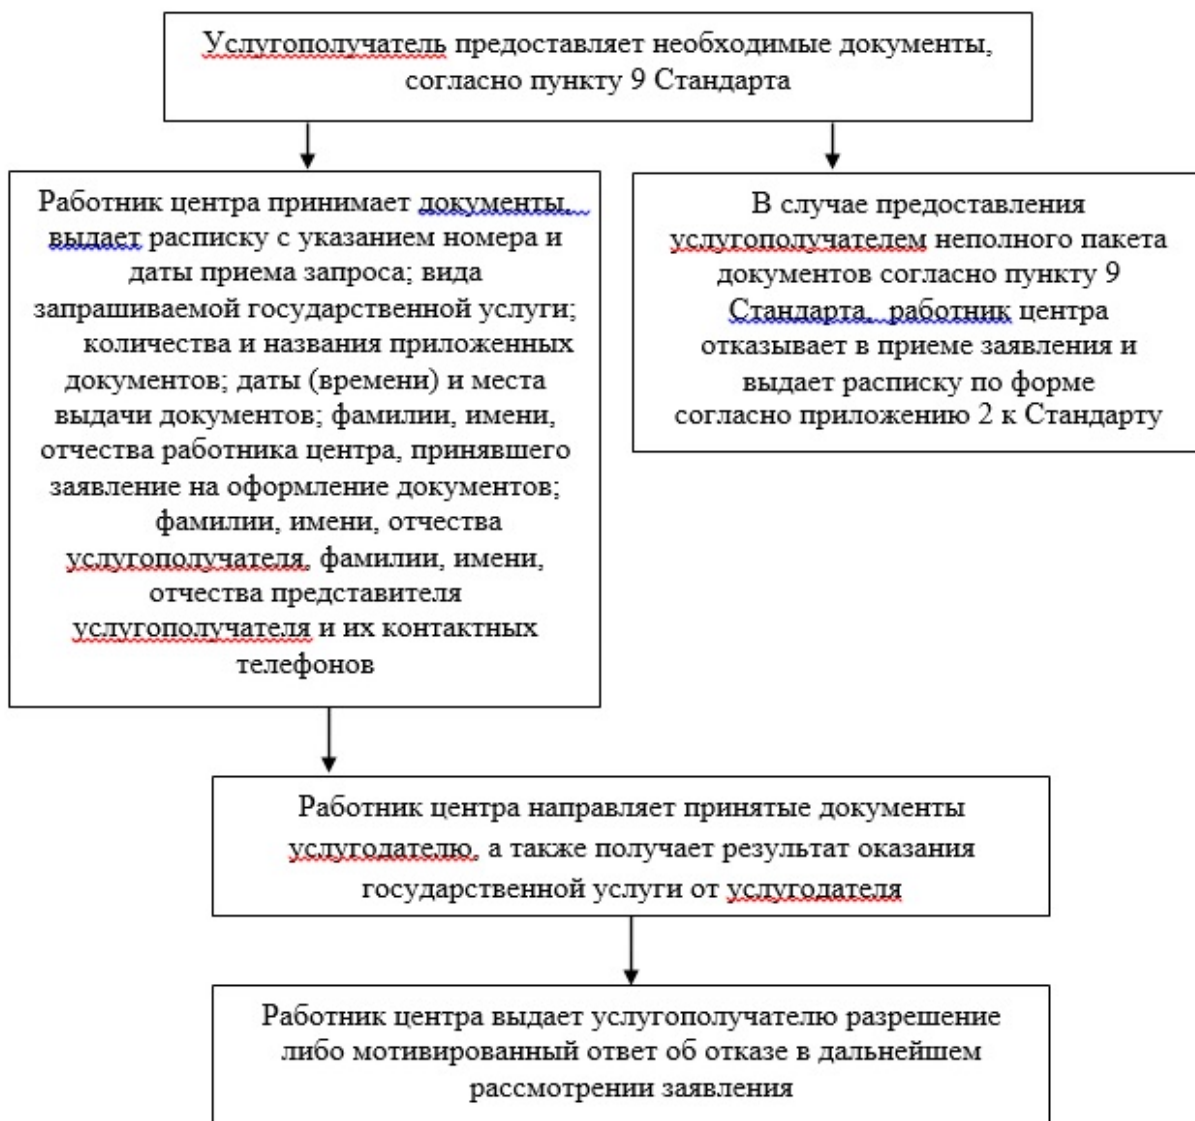 Услугополучатель предоставляет необходимые документы,
согласно пункту 9 Стандарта
Работник центра принимает документы,
выдает расписку с указанием номера и
даты приема запроса; вида
запрашиваемой государственной услуги;
количества и названия приложенных
документов; даты (времени) и места
выдачи документов; фамилии, имени,
отчества работника центра, принявшего
заявление на оформление документов;
фамилии, имени, отчества
услугополучателя, фамилии, имени,
отчества представителя
услугополучателя и их контактных
телефонов
В случае предоставления
услугополучателем неполного пакета
документов согласно пункту 9
Стандарта, работник центра
отказывает в приеме заявления и
выдает расписку по форме
согласно приложению 2 к Стандарту
Работник центра направляет принятые документы
услугодателю, а также получает результат оказания
государственной услуги от услугодателя
Работник центра выдает услугополучателю разрешение
либо мотивированный ответ об отказе в дальнейшем
рассмотрении заявления